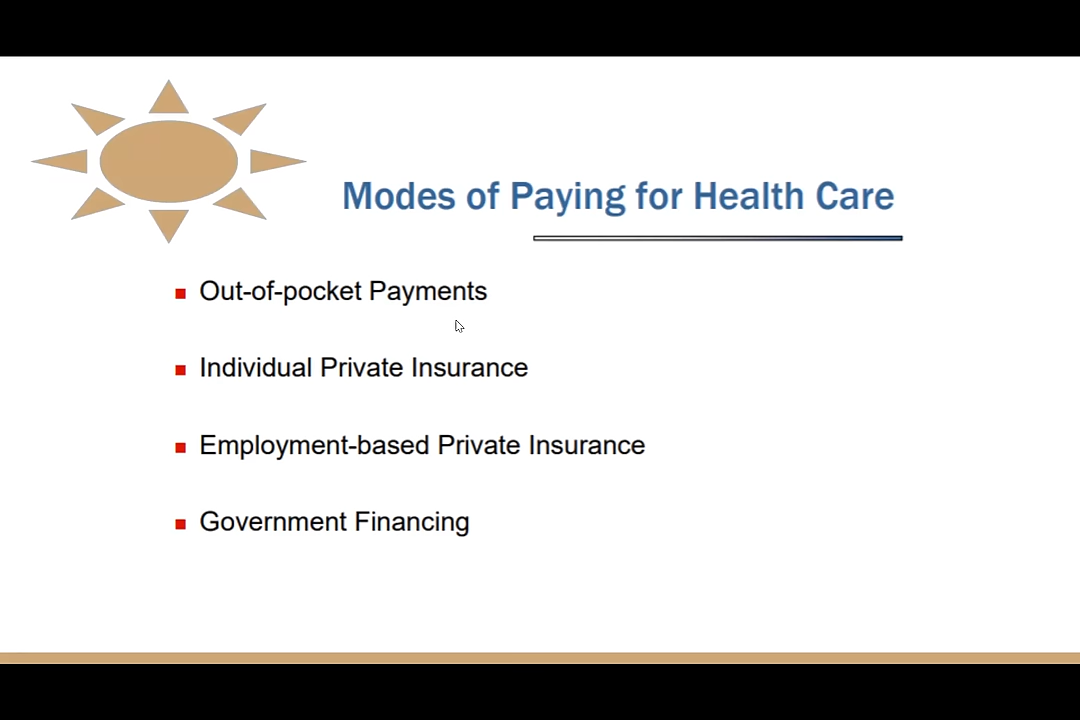 Modes of Paying for Health Care
Out-of-pocket Payments
Individual Private Insurance
Employment-based Private Insurance
Government Financing